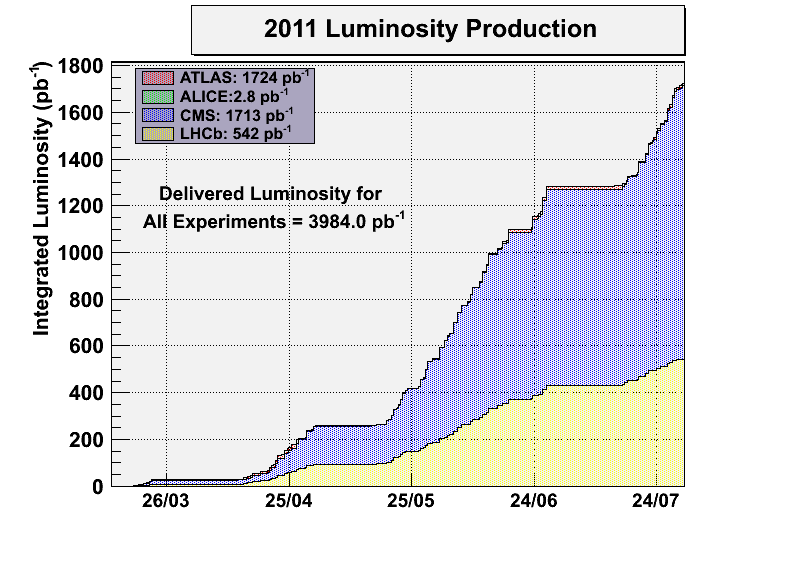 2011 Luminosity Production
Integrated Luminosity (pb-1)
1800
1600
1400
1200
1000
800
600
400
200
0
ATLAS: 1724 pb-1
ALICE:2.8 pb-1
CMS: 1713 pb-1
LHCb: 542 pb-1
Delivered Luminosity for
All Experiments = 3984.0 pb-1
26/03 25/04 25/05 24/06 24/07